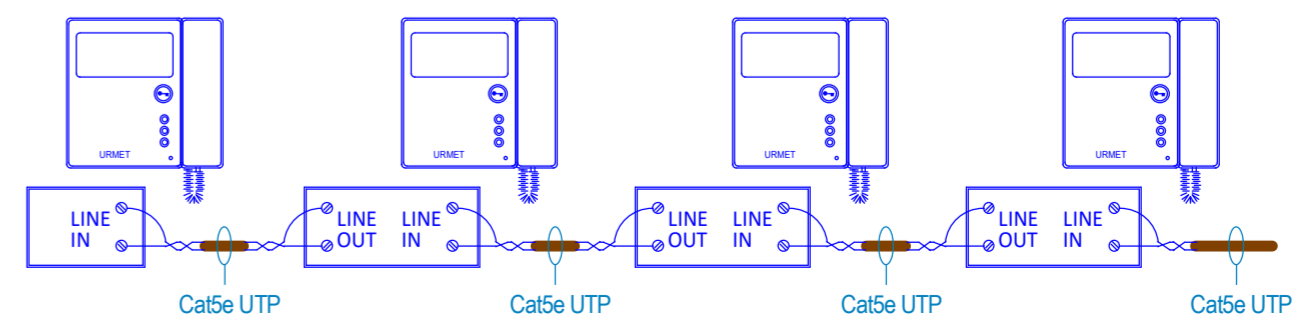 URMET
URMET
URMET
URMET
LINE
IN
LINE
OUT
LINE
IN
LINE
OUT
LINE
IN
LINE
OUT
LINE
IN
Cat5e UTP
Cat5e UTP
Cat5e UTP
Cat5e UTP